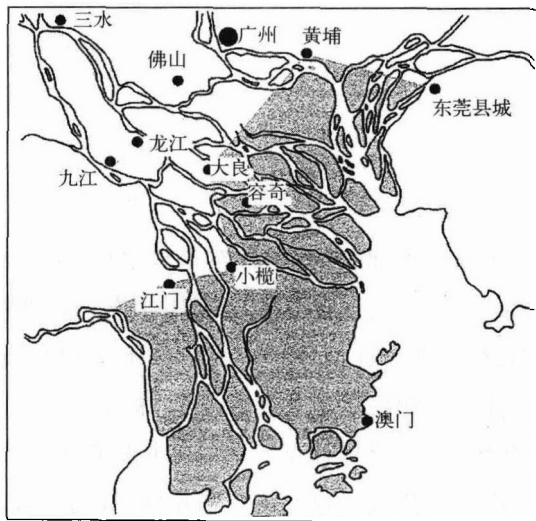 三水
广州
黄埔
佛山
东莞县城
龙江
大良
九江
容奇
小榄
江门
澳门